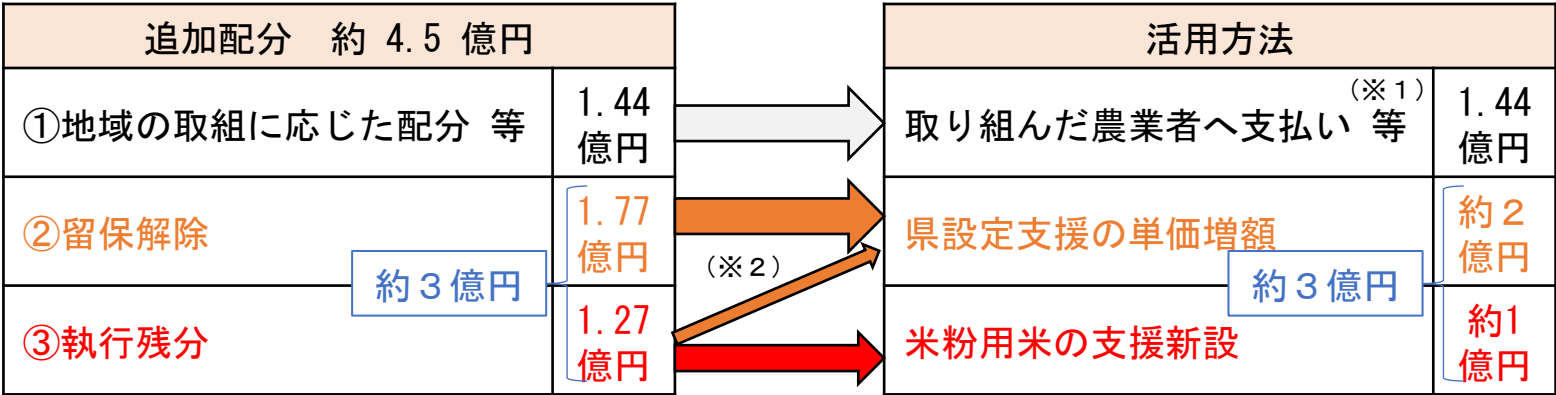 追加配分　約 4.5 億円
①地域の取組に応じた配分 等
1.44
億円
②留保解除
1.77
億円
約３億円
③執行残分
1.27
億円
（※２）
活用方法
（※１）
取り組んだ農業者へ支払い 等
1.44
億円
県設定支援の単価増額
約２
億円
約３億円
米粉用米の支援新設
約1
億円